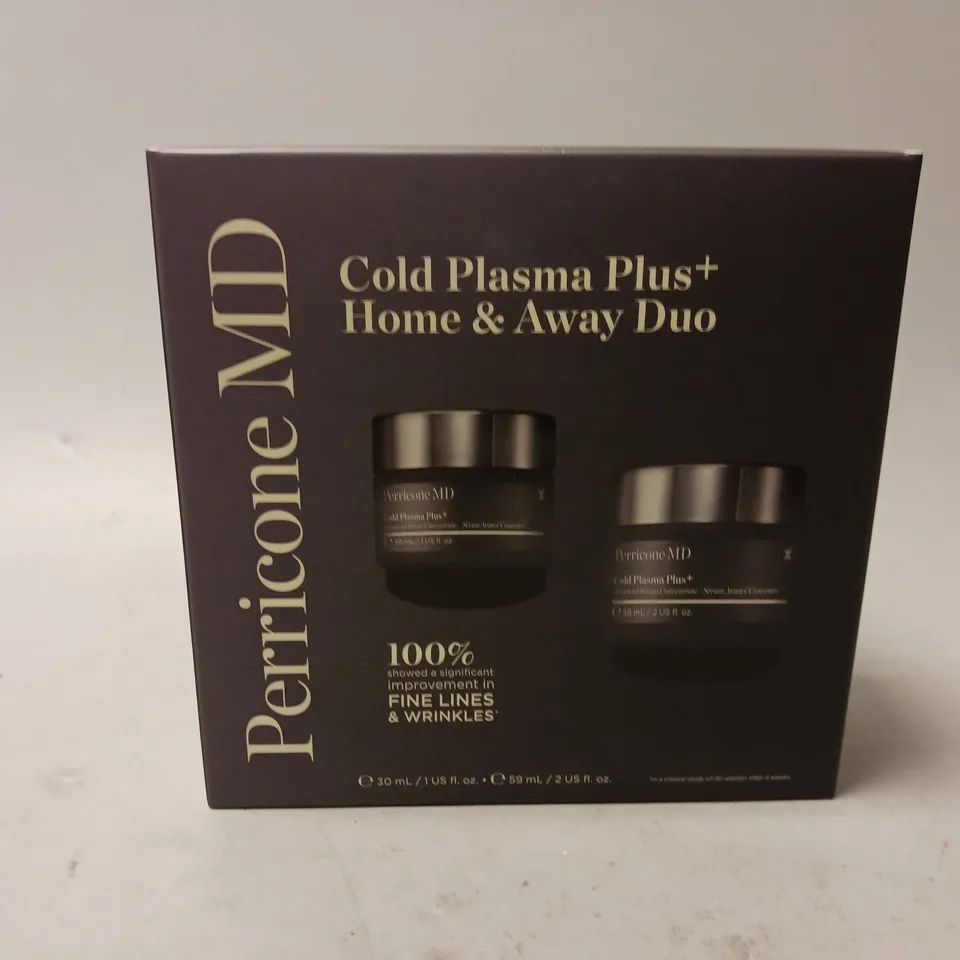 Perricone MD
Cold Plasma Plus+
Home & Away Duo
Perricone MD
Cold Plasma Plus+
Perricone MD
Cold Plasma Plus+
59 mL / 2 US fl. oz.
100%
showed a significant
improvement in
FINE LINES
& WRINKLES*
℮ 30 mL / 1 US fl. oz. • ℮ 59 mL / 2 US fl. oz.